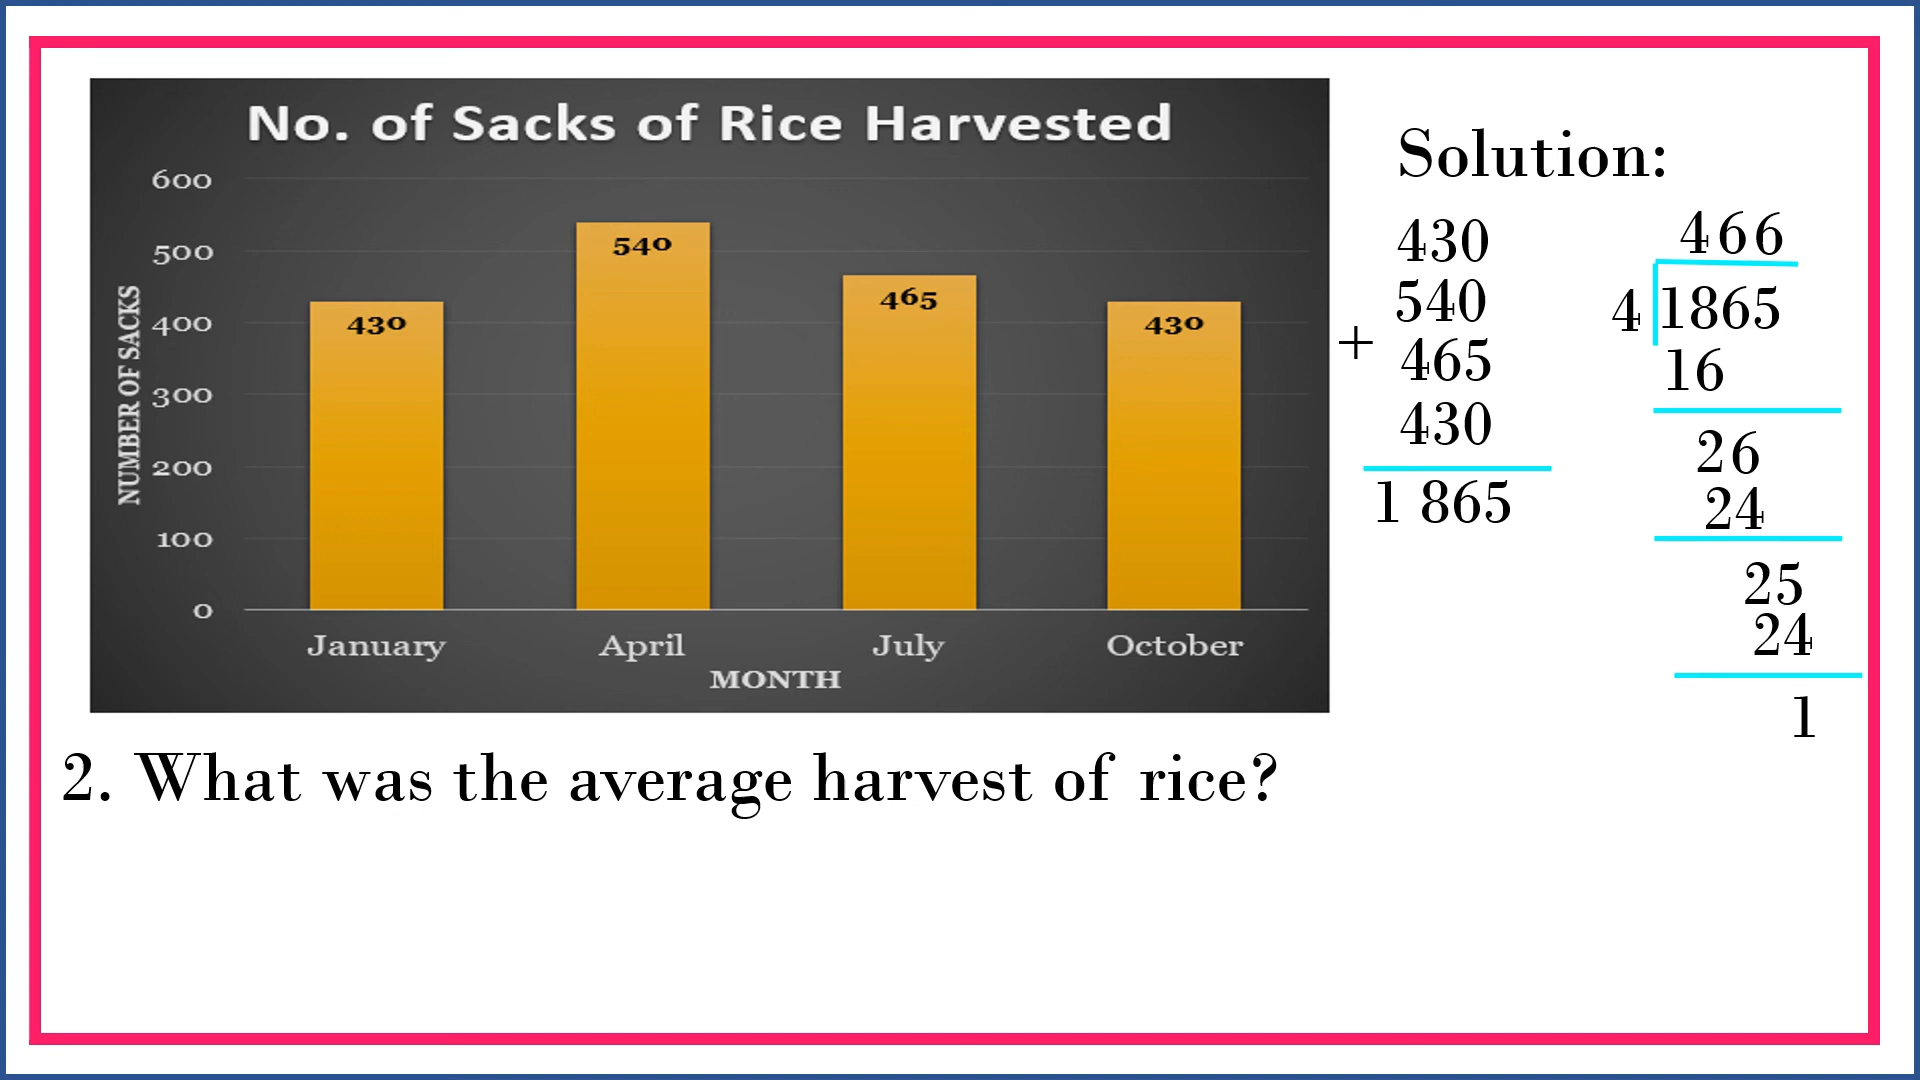 No. of Sacks of Rice Harvested
600
500
400
300
200
100
0
NUMBER OF SACKS
430
540
465
430
January
April
July
October
MONTH
Solution:
430
540
+
465
430
1 865
466
4 1865
16
26
24
25
24
1
2. What was the average harvest of rice?